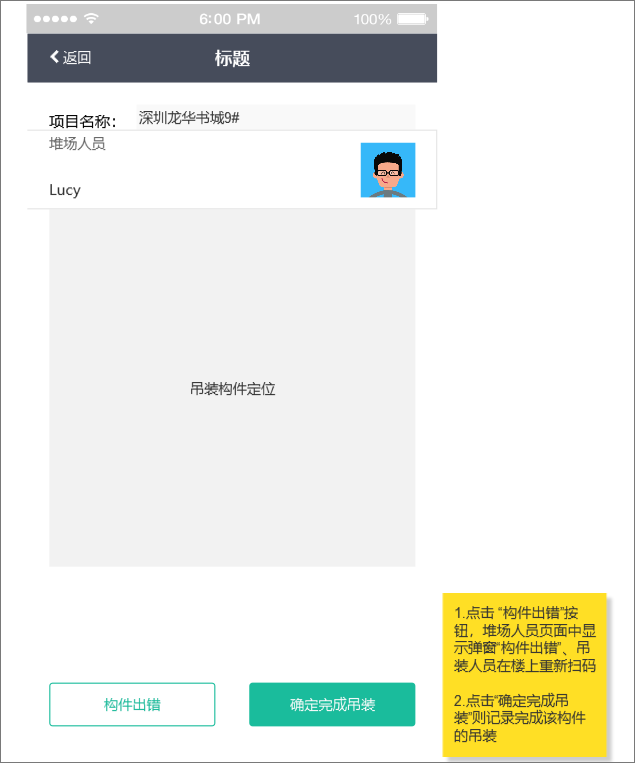 6:00 PM
100%
返回
标题
项目名称：
深圳龙华书城9#
堆场人员
Lucy
吊装构件定位
构件出错
确定完成吊装
1.点击 “构件出错”按
钮，堆场人员页面中显
示弹窗“构件出错”、吊
装人员在楼上重新扫码
2.点击“确定完成吊
装”则记录完成该构件
的吊装